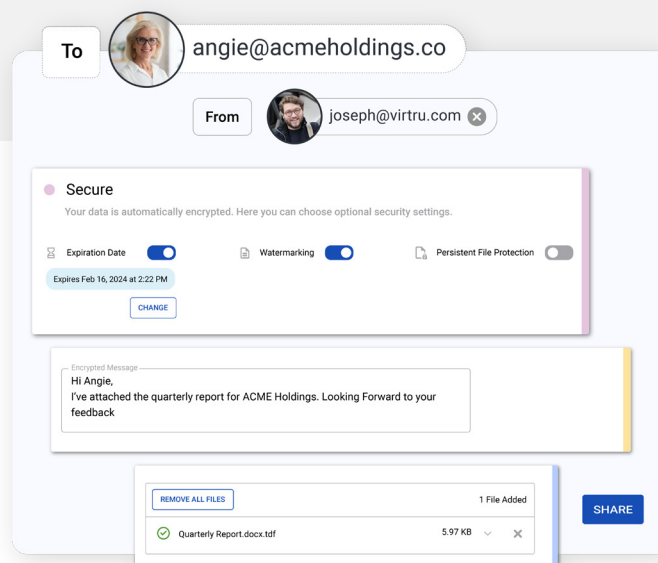 To
angie@acmeholdings.co
From
joseph@virtru.com
Secure
Your data is automatically encrypted. Here you can choose optional security settings.
Expiration Date
Watermarking
Persistent File Protection
Expires Feb 16, 2024 at 2:22 PM
CHANGE
Encrypted Message
Hi Angie,
I've attached the quarterly report for ACME Holdings. Looking Forward to your
feedback
REMOVE ALL FILES
1 File Added
Quarterly Report.docx.tdf
5.97 KB
SHARE